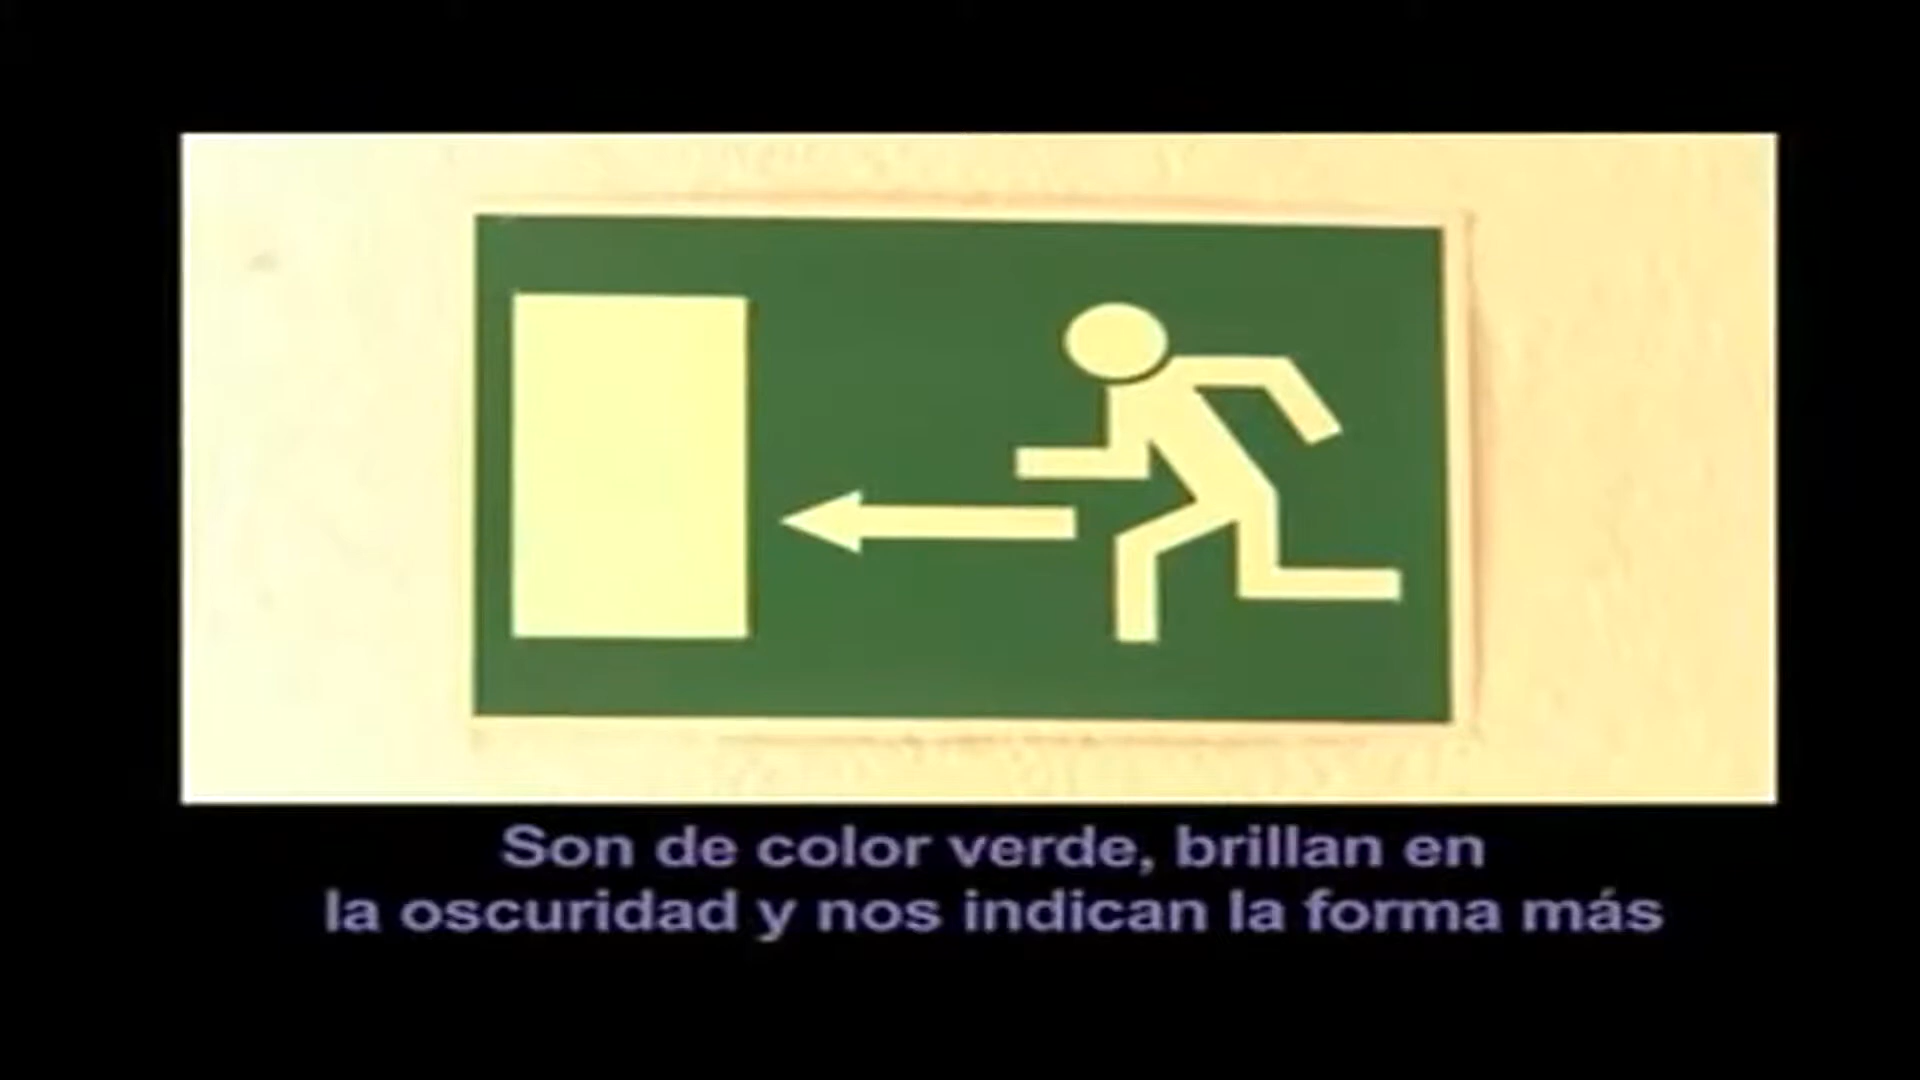 Son de color verde, brillan en
la oscuridad y nos indican la forma más